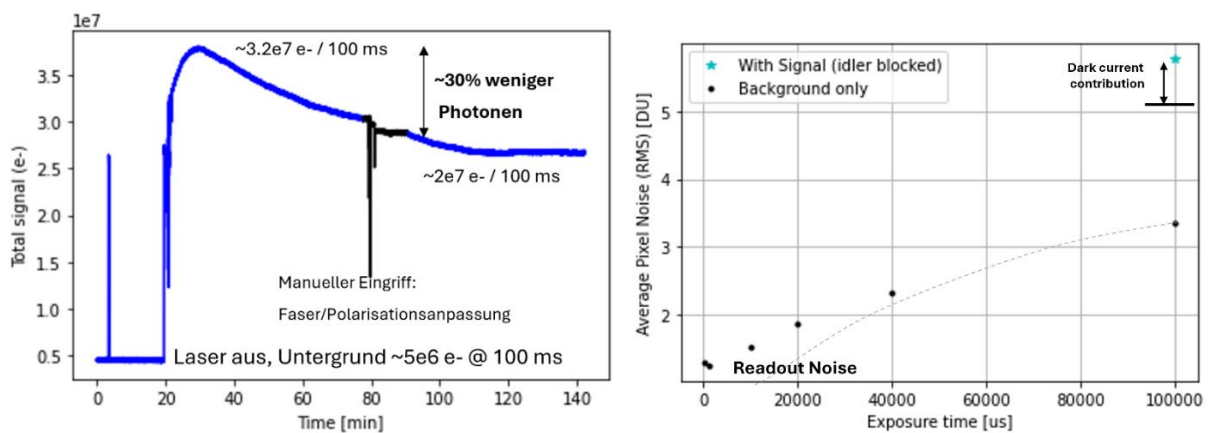 1e7
Total signal (e-)
3.5
3.0
2.5
2.0
1.5
1.0
0.5
~3.2e7 e- / 100 ms
~30% weniger
Photonen
~2e7 e- / 100 ms
Manueller Eingriff:
Faser/Polarisationsanpassung
Laser aus, Untergrund ~5e6 e- @ 100 ms
0 20 40 60 80 100 120 140
Time [min]
Average Pixel Noise (RMS) [DU]
5
4
3
2
With Signal (idler blocked)
Background only
Dark current
contribution
Readout Noise
0 20000 40000 60000 80000 100000
Exposure time [us]